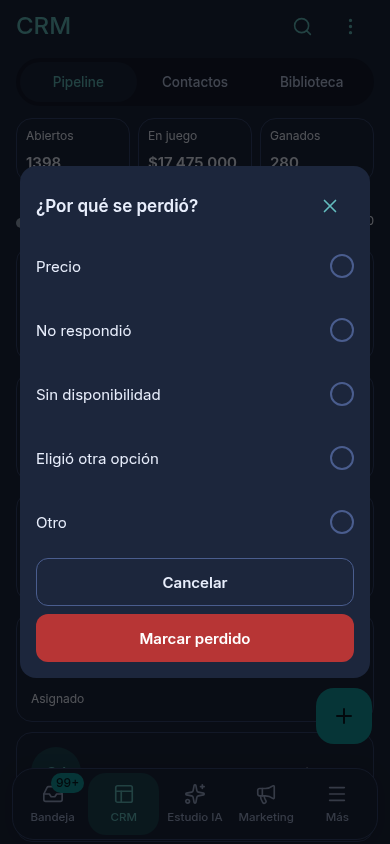 CRM
Pipeline
Contactos
Biblioteca
Abiertos
En juego
Ganados
1398
$17.475.000
280
¿Por qué se perdió?
Precio
No respondió
Sin disponibilidad
Eligió otra opción
Otro
Cancelar
Marcar perdido
Asignado
99+
Bandeja
CRM
Estudio IA
Marketing
Más